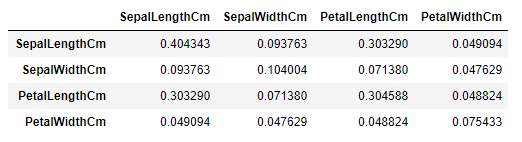 SepalLengthCm SepalWidthCm PetalLengthCm PetalWidthCm
SepalLengthCm 0.404343 0.093763 0.303290 0.049094
SepalWidthCm 0.093763 0.104004 0.071380 0.047629
PetalLengthCm 0.303290 0.071380 0.304588 0.048824
PetalWidthCm 0.049094 0.047629 0.048824 0.075433